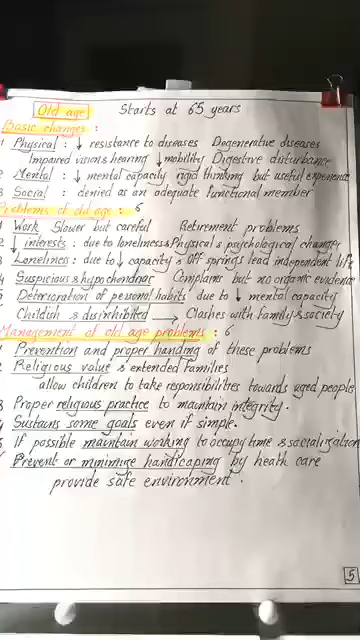 Old age Starts at 65 years
Basic changes :
1 Physical : ↓ resistance to diseases Degenerative diseases
Impaired vision & hearing ↓ mobility Digestive disturbance
2 Mental : ↓ mental capacity rigid thinking but useful experience
3 Social : denied as an adequate functional member
Problems of old age : 6
1 Work Slower but careful Retirement problems
2 ↓ interests : due to loneliness & Physical & psychological changes
3 Loneliness : due to ↓ capacity & Off springs lead independent life
4 Suspicious & hypochondriac Complains but no organic evidence
5 Deterioration of personal habits due to ↓ mental capacity
Childish & disinhibited → Clashes with family & society
Management of old age problems : 6
1 Prevention and proper handing of these problems
2 Religious value & extended families
allow children to take responsibilities towards aged people
3 Proper religious practice to maintain integrity.
4 Sustains some goals even if simple.
5 If possible maintain working to occupy time & socialization
Prevent or minimize handicaping by heath care
provide safe environment.
5